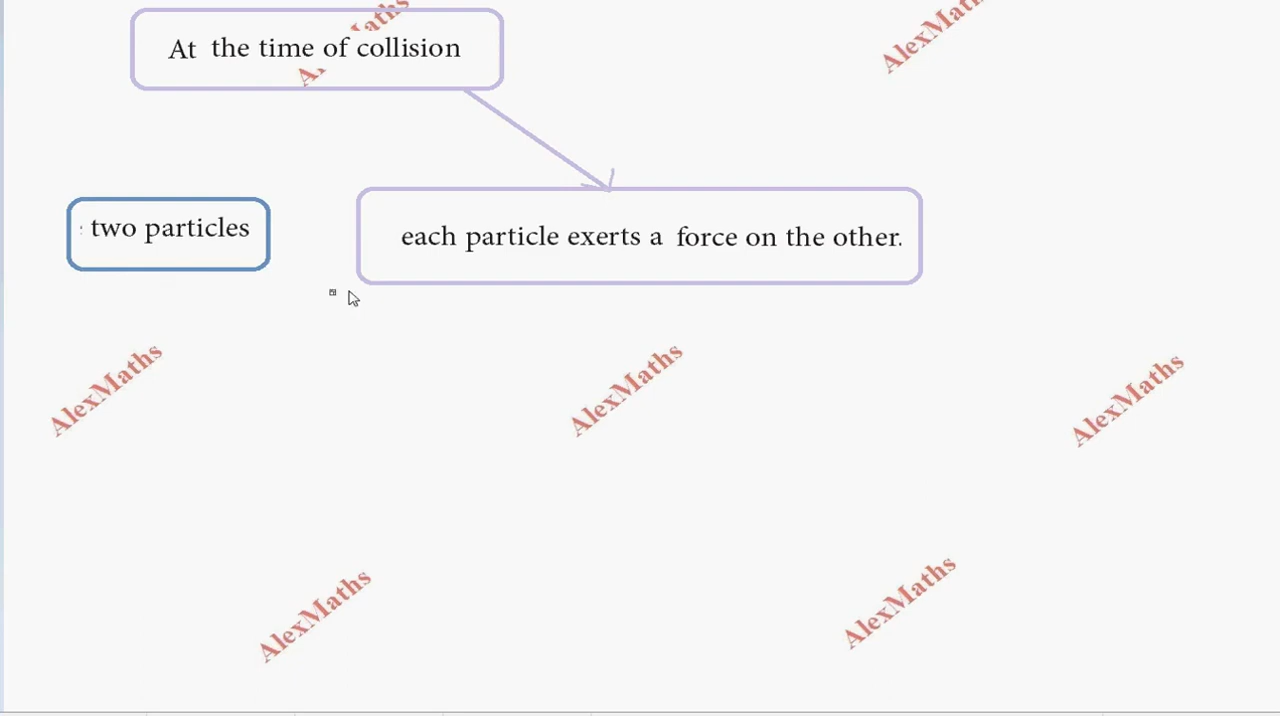 At the time of collision
two particles
each particle exerts a force on the other.
AlexMaths
AlexMaths
AlexMaths
AlexMaths
AlexMaths
AlexMaths